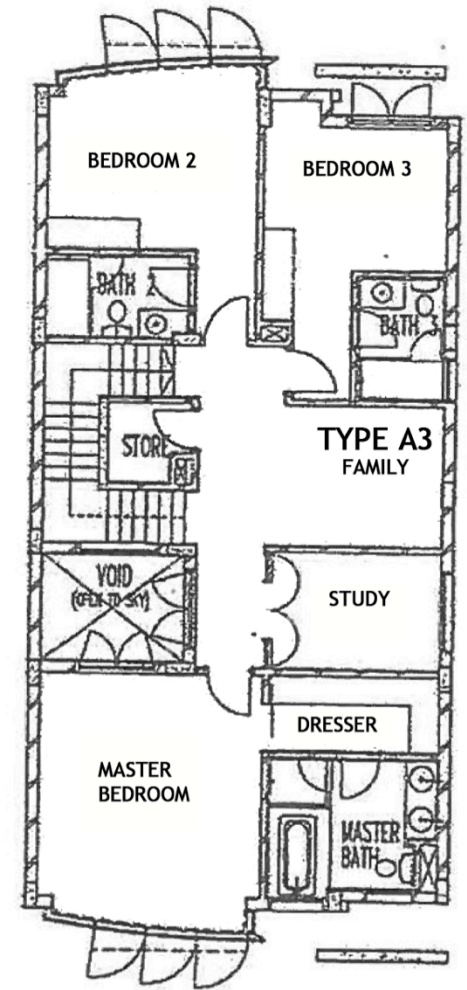 BEDROOM 2
BEDROOM 3
BATH 2
BATH 3
STORE
TYPE A3
FAMILY
VOID
(OPEN TO SKY)
STUDY
DRESSER
MASTER
BEDROOM
MASTER
BATH